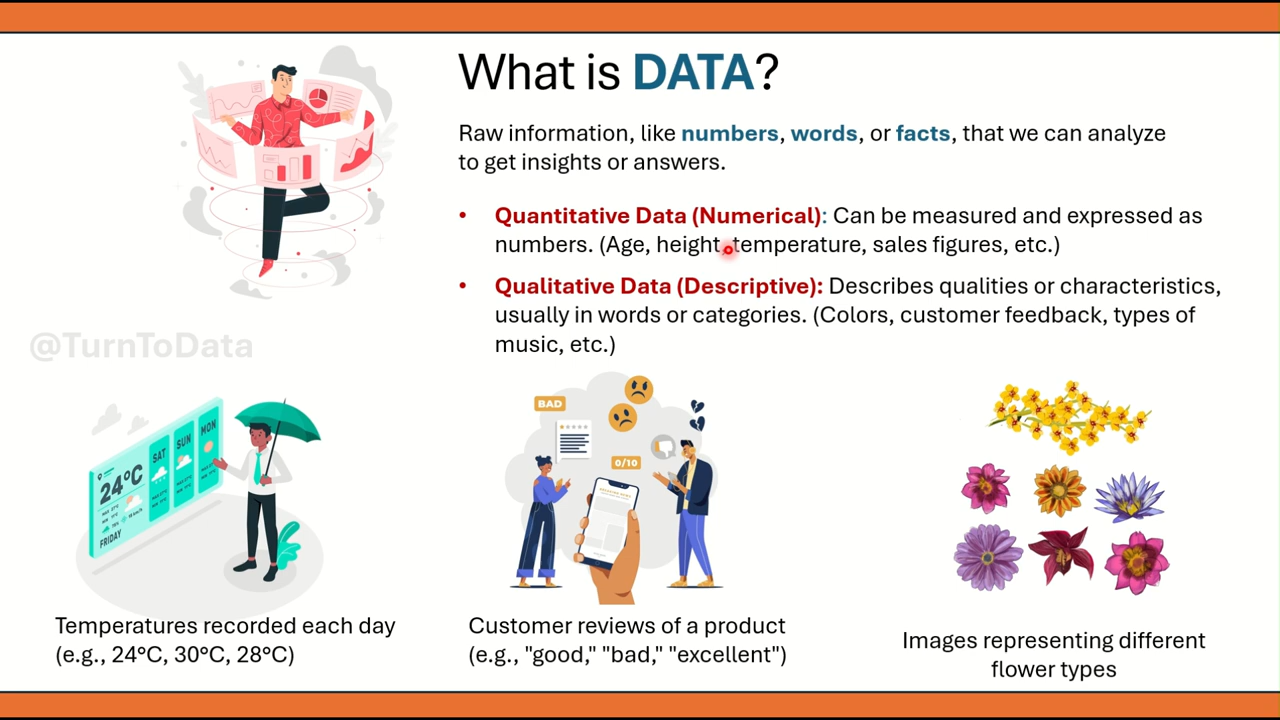 What is DATA?
Raw information, like numbers, words, or facts, that we can analyze
to get insights or answers.
• Quantitative Data (Numerical): Can be measured and expressed as
numbers. (Age, height, temperature, sales figures, etc.)
• Qualitative Data (Descriptive): Describes qualities or characteristics,
usually in words or categories. (Colors, customer feedback, types of
music, etc.)
@TurnToData
24°C
FRIDAY
SAT
SUN
MON
BAD
0/10
Temperatures recorded each day
(e.g., 24°C, 30°C, 28°C)
Customer reviews of a product
(e.g., "good," "bad," "excellent")
Images representing different
flower types